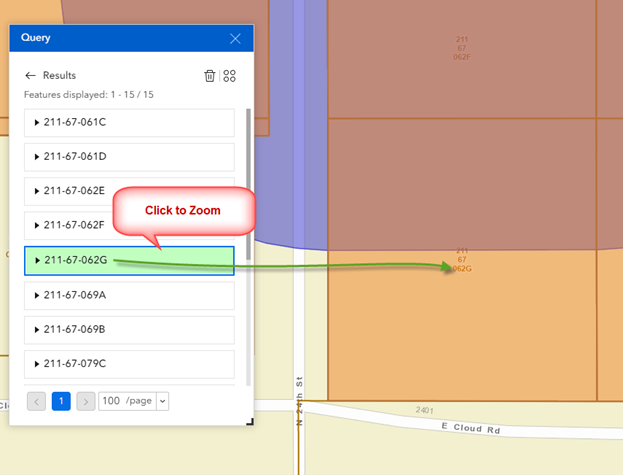 Query
Results
Features displayed: 1 - 15 / 15
211-67-061C
211-67-061D
211-67-062E
211-67-062F
Click to Zoom
211-67-062G
211-67-069A
211-67-069B
211-67-079C
1
100 /page
211
67
062F
211
67
062G
N 24th St
2401
E Cloud Rd